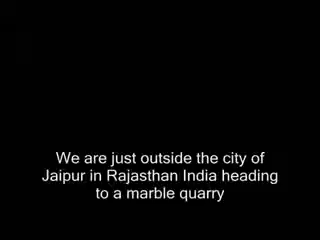 We are just outside the city of
Jaipur in Rajasthan India heading
to a marble quarry